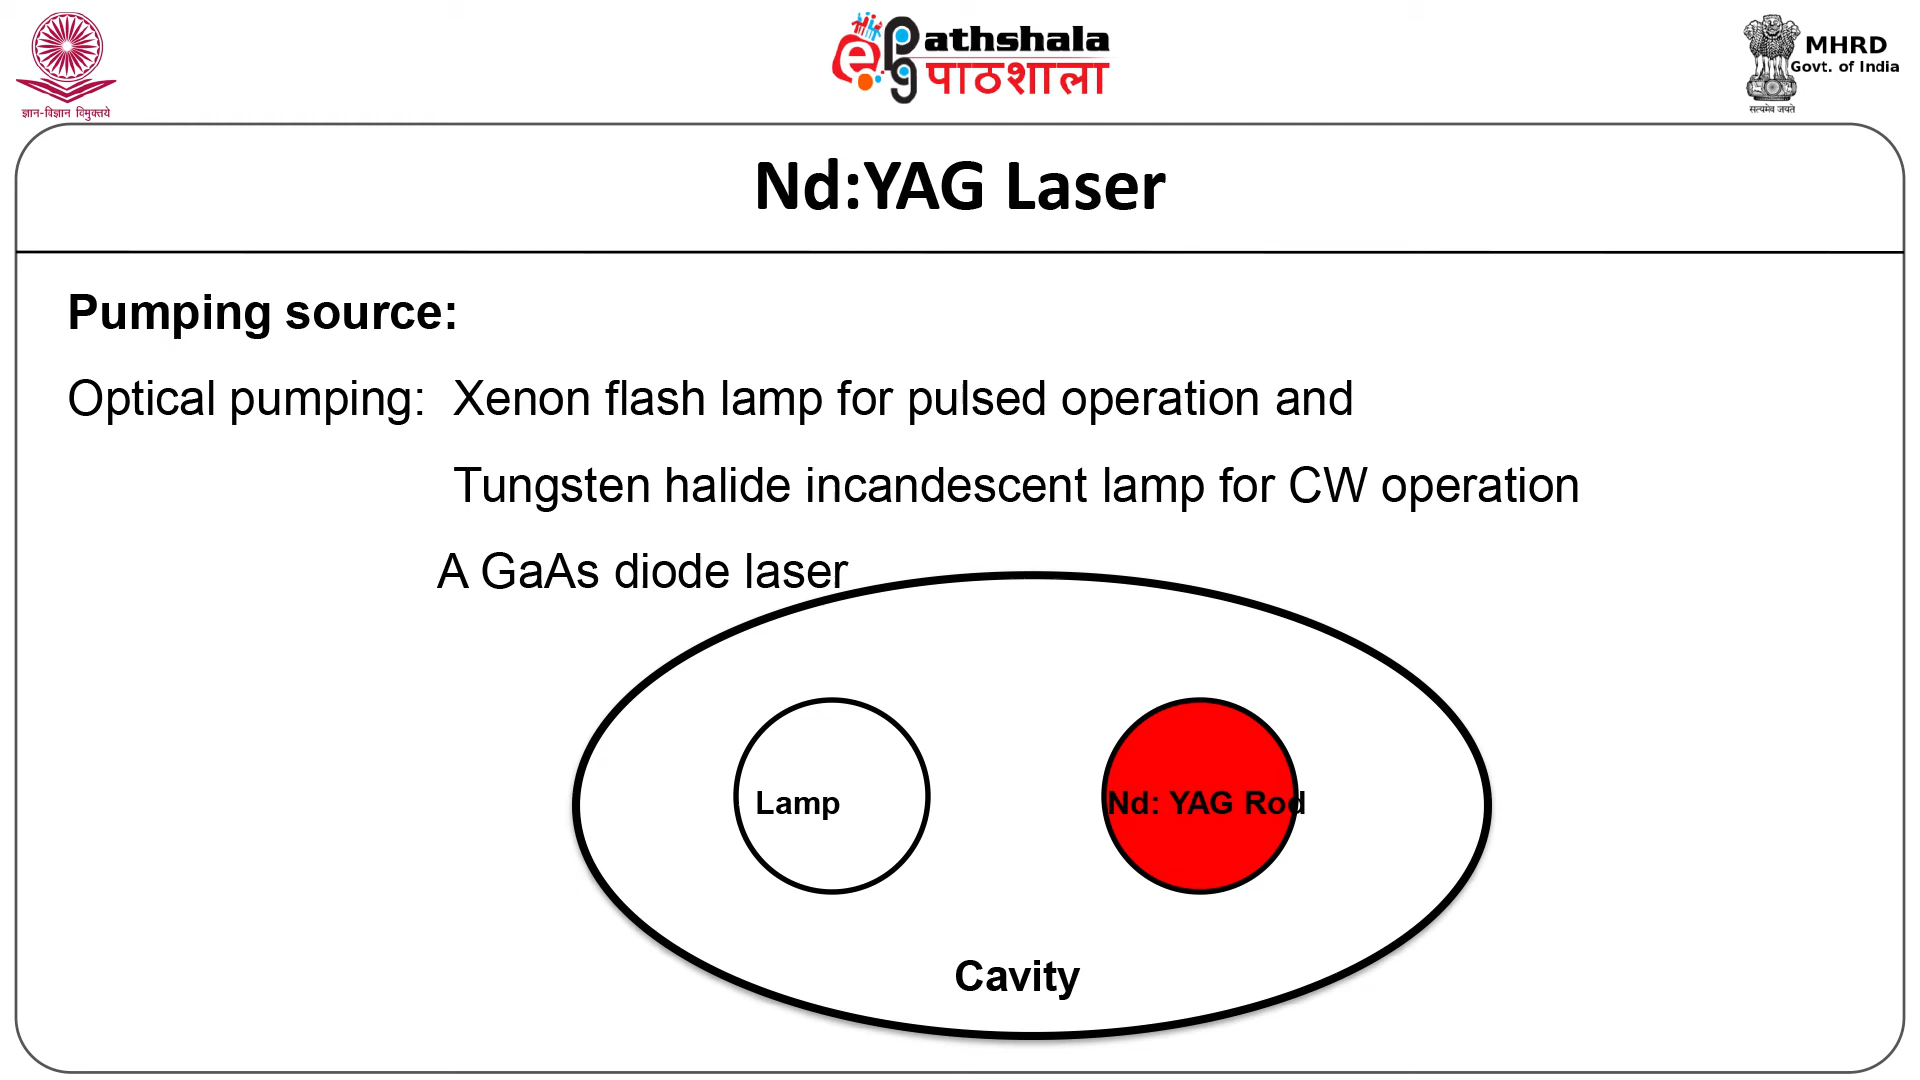 ज्ञान-विज्ञान विमुक्तये
ePG athshala
पाठशाला
MHRD
Govt. of India
सत्यमेव जयते
Nd:YAG Laser
Pumping source:
Optical pumping: Xenon flash lamp for pulsed operation and
Tungsten halide incandescent lamp for CW operation
A GaAs diode laser
Lamp
Nd: YAG Rod
Cavity